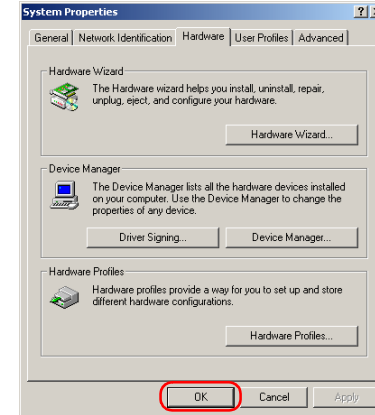 System Properties
General Network Identification Hardware User Profiles Advanced
Hardware Wizard
The Hardware wizard helps you install, uninstall, repair,
unplug, eject, and configure your hardware.
Hardware Wizard...
Device Manager
The Device Manager lists all the hardware devices installed
on your computer. Use the Device Manager to change the
properties of any device.
Driver Signing... Device Manager...
Hardware Profiles
Hardware profiles provide a way for you to set up and store
different hardware configurations.
Hardware Profiles...
OK Cancel Apply